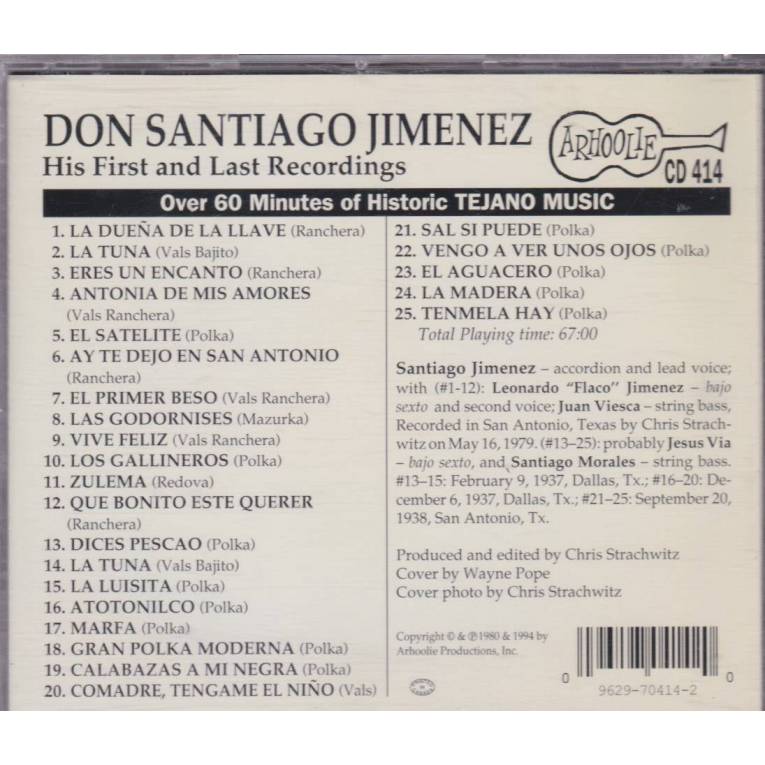 DON SANTIAGO JIMENEZ
His First and Last Recordings
ARHOOLIE
CD 414
Over 60 Minutes of Historic TEJANO MUSIC
1. LA DUEÑA DE LA LLAVE (Ranchera)
2. LA TUNA (Vals Bajito)
3. ERES UN ENCANTO (Ranchera)
4. ANTONIA DE MIS AMORES
(Vals Ranchera)
5. EL SATELITE (Polka)
6. AY TE DEJO EN SAN ANTONIO
(Ranchera)
7. EL PRIMER BESO (Vals Ranchera)
8. LAS GODORNISES (Mazurka)
9. VIVE FELIZ (Vals Ranchera)
10. LOS GALLINEROS (Polka)
11. ZULEMA (Redova)
12. QUE BONITO ESTE QUERER
(Ranchera)
13. DICES PESCAO (Polka)
14. LA TUNA (Vals Bajito)
15. LA LUISITA (Polka)
16. ATOTONILCO (Polka)
17. MARFA (Polka)
18. GRAN POLKA MODERNA (Polka)
19. CALABAZAS A MI NEGRA (Polka)
20. COMADRE, TENGAME EL NIÑO (Vals)
21. SAL SI PUEDE (Polka)
22. VENGO A VER UNOS OJOS (Polka)
23. EL AGUACERO (Polka)
24. LA MADERA (Polka)
25. TENMELA HAY (Polka)
Total Playing time: 67:00
Santiago Jimenez – accordion and lead voice;
with (#1-12): Leonardo "Flaco" Jimenez – bajo
sexto and second voice; Juan Viesca – string bass,
Recorded in San Antonio, Texas by Chris Strach-
witz on May 16, 1979. (#13–25): probably Jesus Via
– bajo sexto, and Santiago Morales – string bass.
#13–15: February 9, 1937, Dallas, Tx.; #16–20: De-
cember 6, 1937, Dallas, Tx.; #21–25: September 20,
1938, San Antonio, Tx.
Produced and edited by Chris Strachwitz
Cover by Wayne Pope
Cover photo by Chris Strachwitz
Copyright © & ℗ 1980 & 1994 by
Arhoolie Productions, Inc.
0 9629-70414-2 0